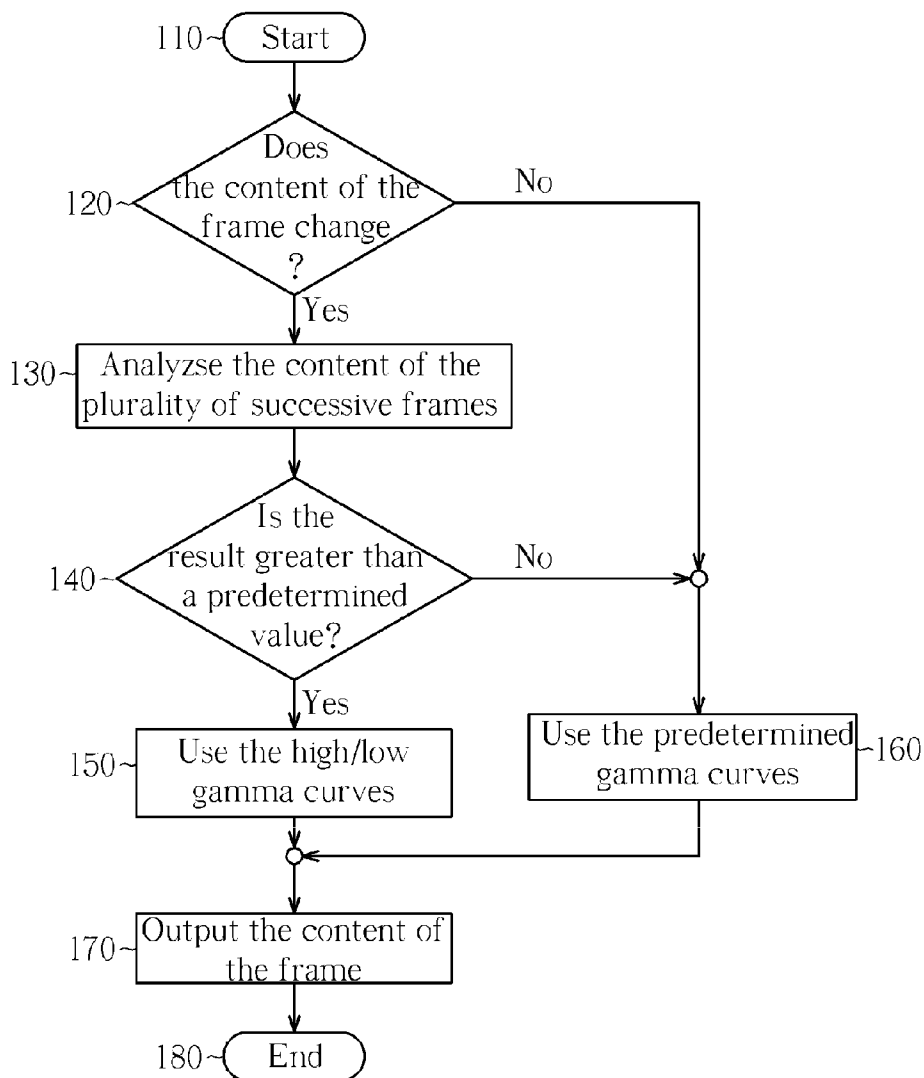 110
Start
Does
the content of the
frame change
?
120
No
Yes
130
Analyzse the content of the
plurality of successive frames
Is the
result greater than
a predetermined
value?
140
No
Yes
150
Use the high/low
gamma curves
Use the predetermined
gamma curves
160
170
Output the content of
the frame
180
End